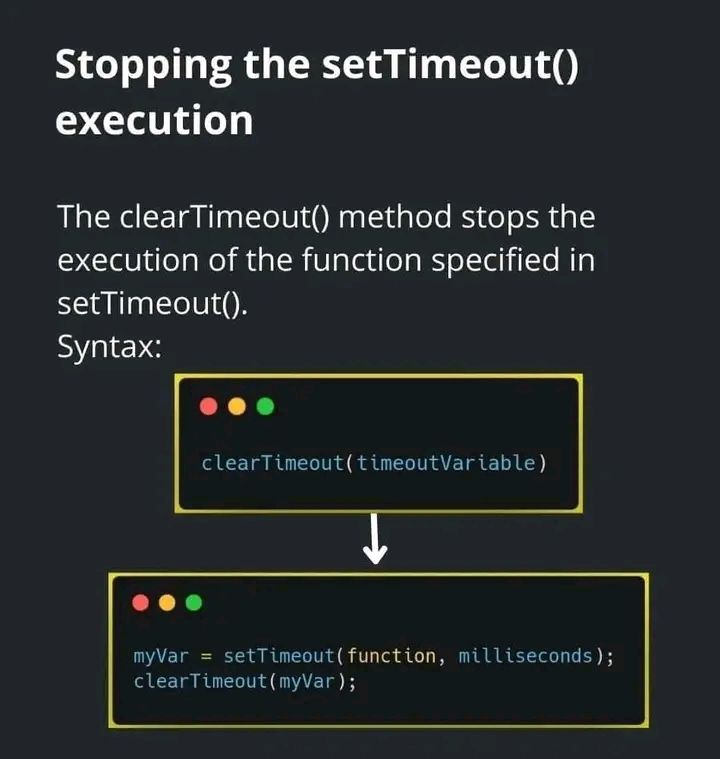 Stopping the setTimeout()
execution
The clearTimeout() method stops the
execution of the function specified in
setTimeout().
Syntax:
clearTimeout(timeoutVariable)
myVar = setTimeout(function, milliseconds);
clearTimeout(myVar);